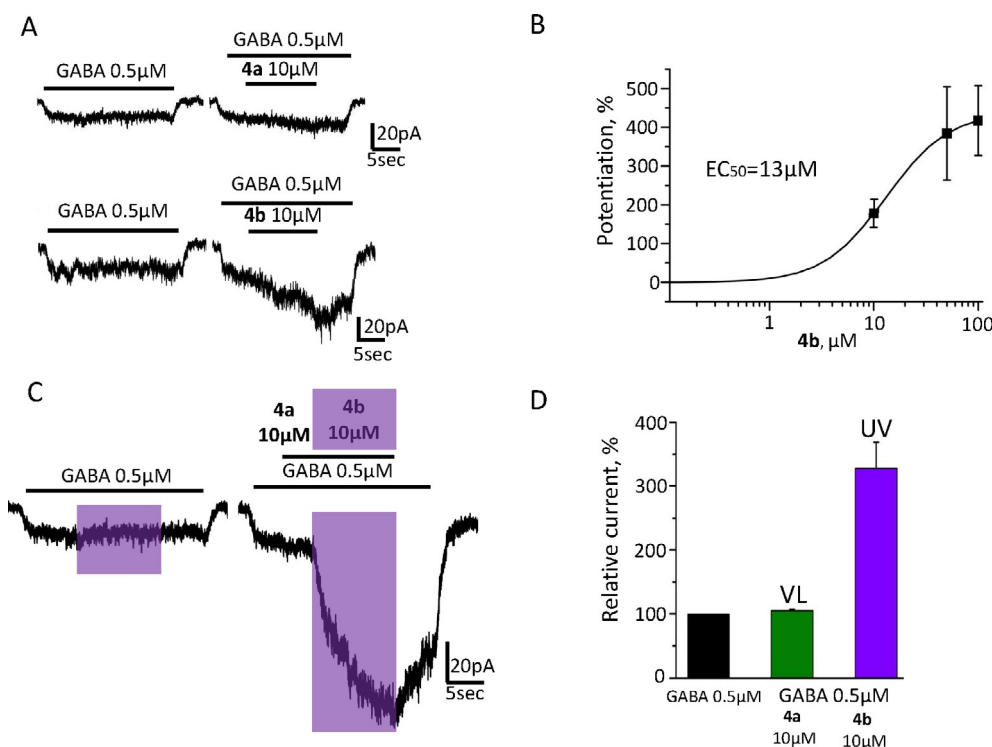 A
GABA 0.5µM
GABA 0.5µM
4a 10µM
20pA
5sec
GABA 0.5µM
GABA 0.5µM
4b 10µM
20pA
5sec
B
Potentiation, %
500
400
300
200
100
0
EC50=13µM
1
10
100
4b, µM
C
GABA 0.5µM
4a
10µM
4b
10µM
GABA 0.5µM
20pA
5sec
D
Relative current, %
400
300
200
100
0
VL
UV
GABA 0.5µM
GABA 0.5µM
4a
10µM
4b
10µM